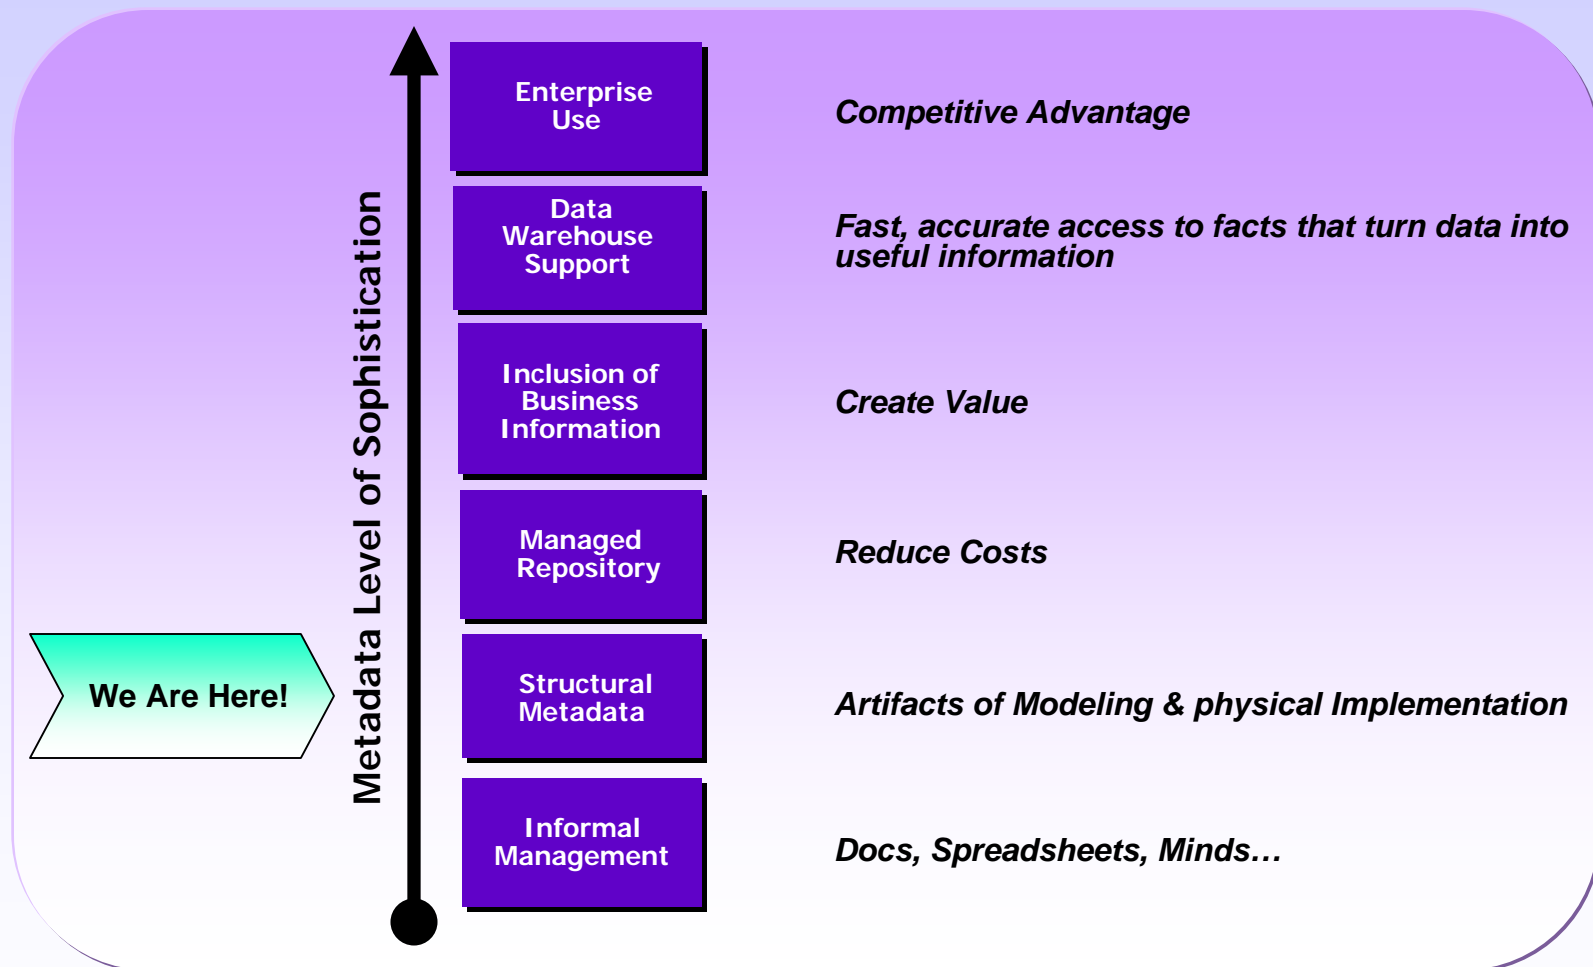 Enterprise
Use
Competitive Advantage
Data
Warehouse
Support
Fast, accurate access to facts that turn data into
useful information
Inclusion of
Business
Information
Create Value
Managed
Repository
Reduce Costs
Metadata Level of Sophistication
We Are Here!
Structural
Metadata
Artifacts of Modeling & physical Implementation
Informal
Management
Docs, Spreadsheets, Minds…